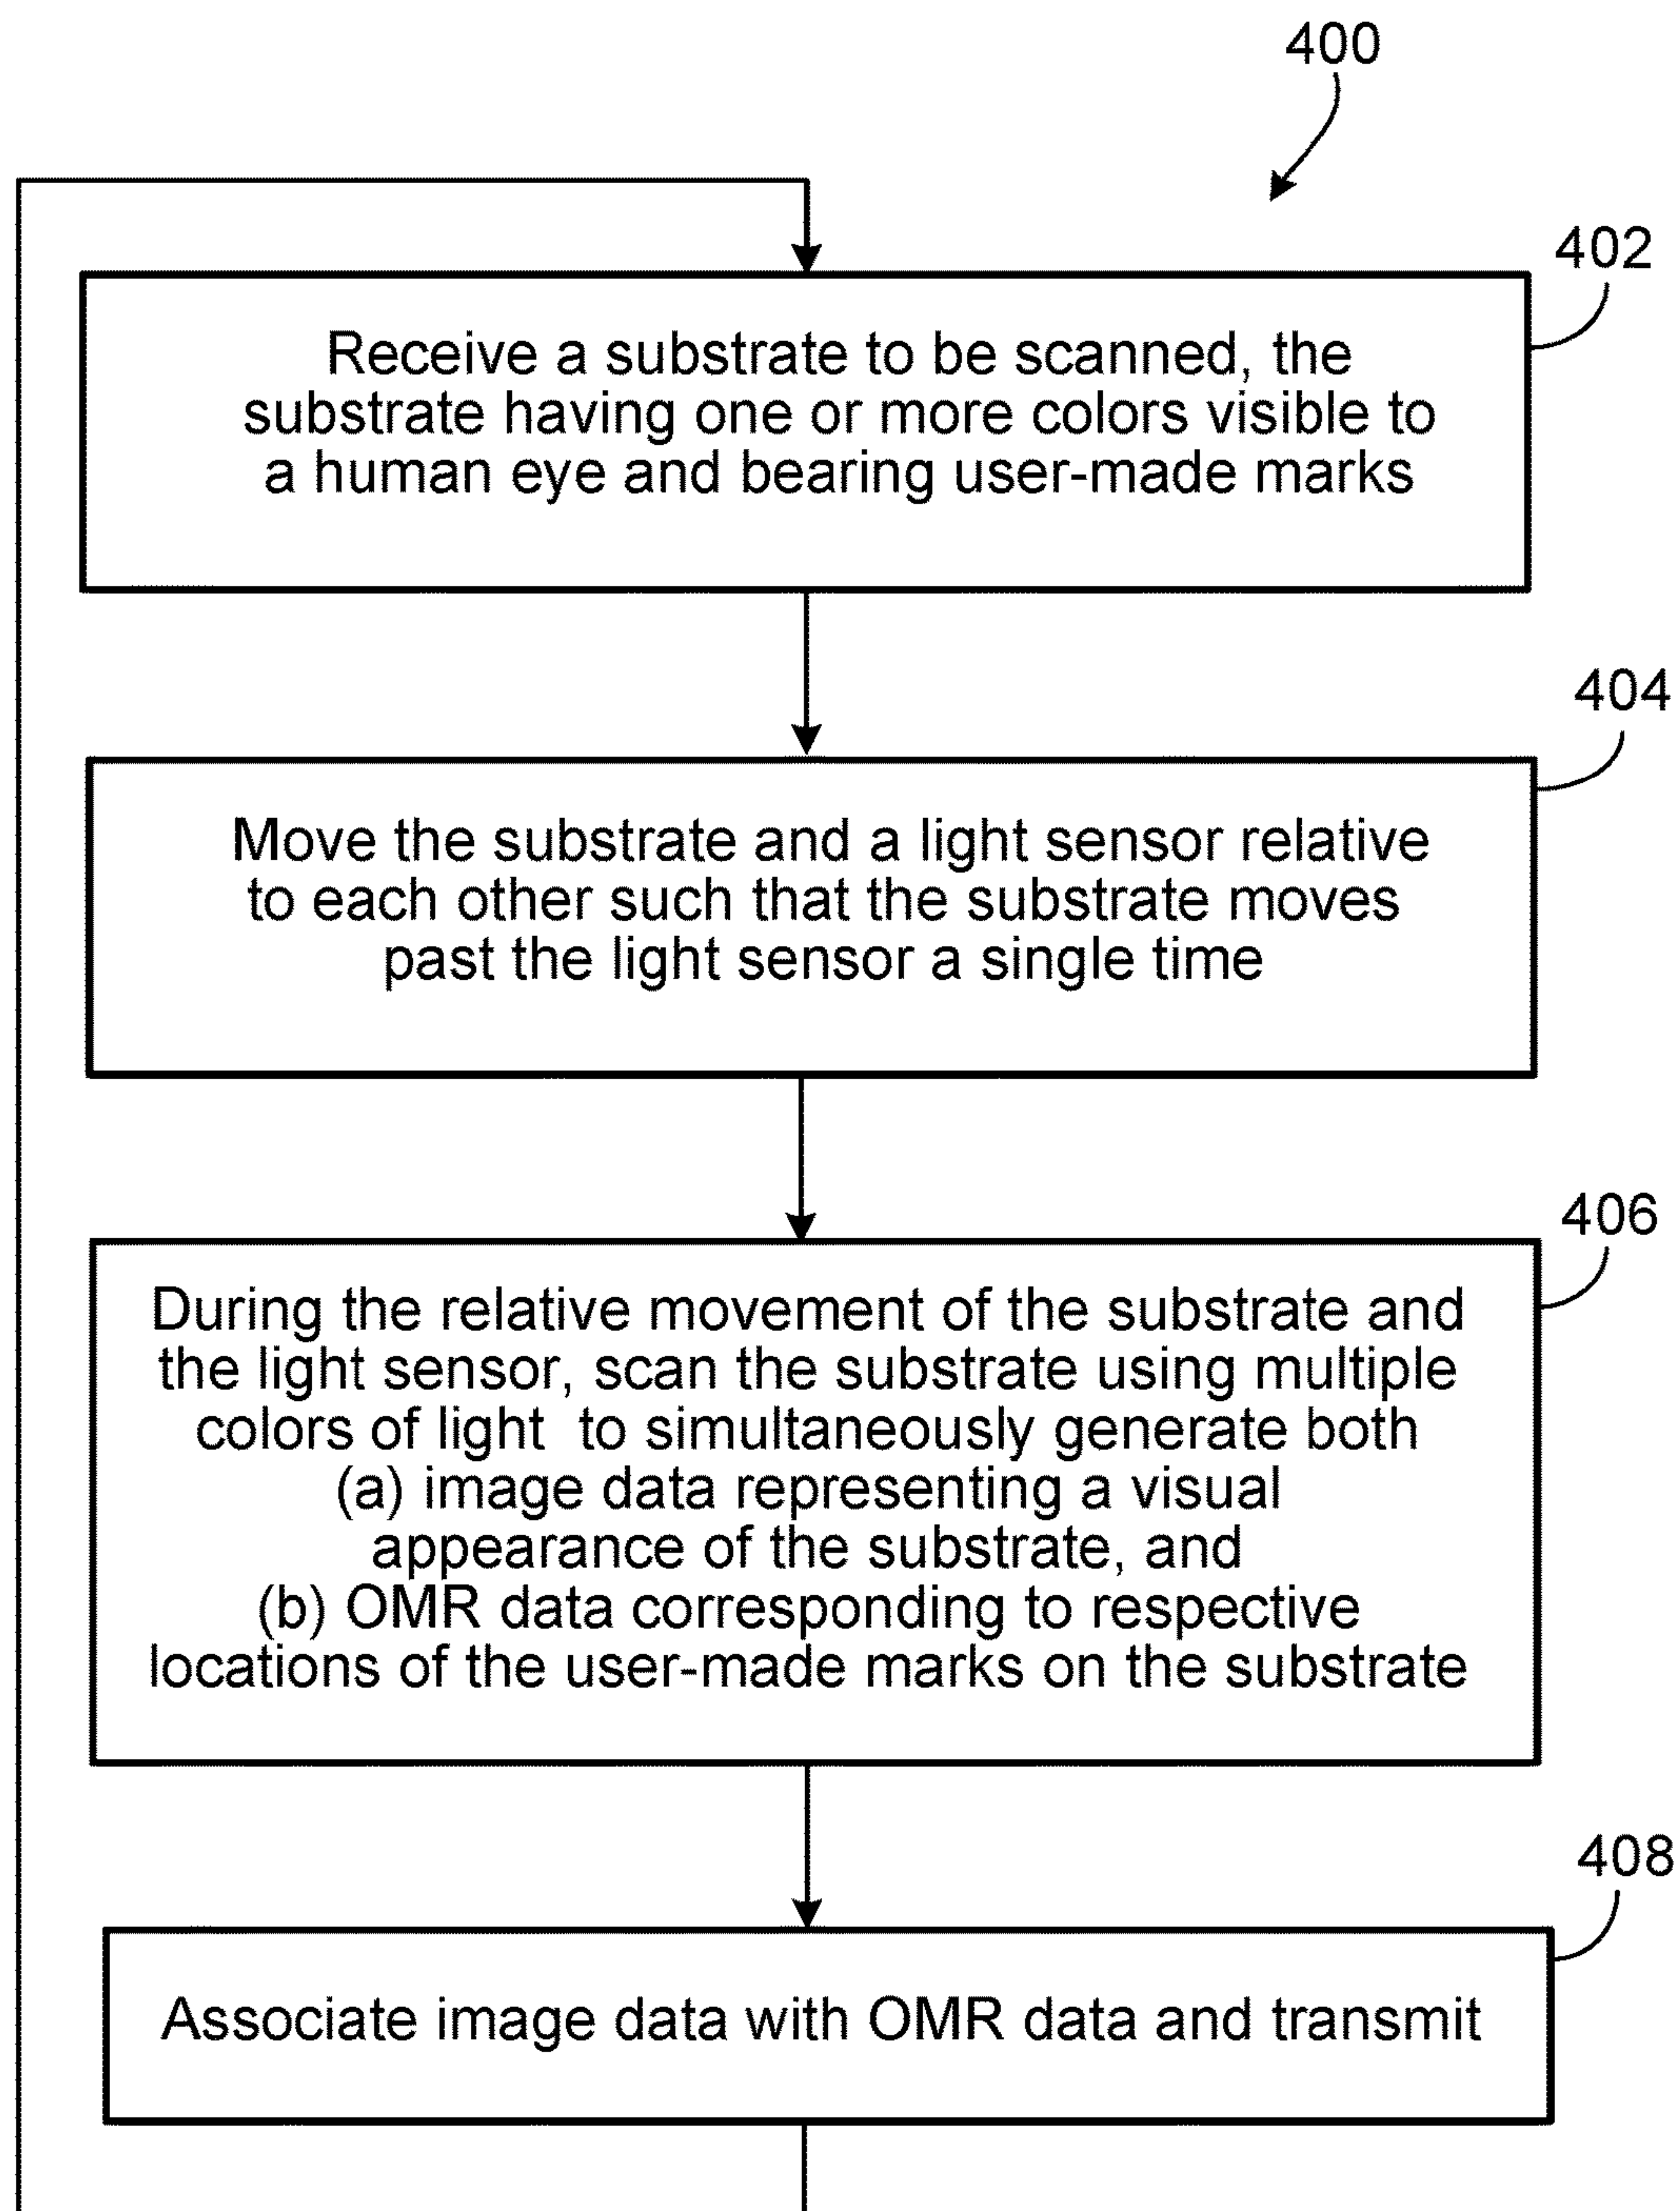 400
402
Receive a substrate to be scanned, the
substrate having one or more colors visible to
a human eye and bearing user-made marks
404
Move the substrate and a light sensor relative
to each other such that the substrate moves
past the light sensor a single time
406
During the relative movement of the substrate and
the light sensor, scan the substrate using multiple
colors of light  to simultaneously generate both
(a) image data representing a visual
appearance of the substrate, and
(b) OMR data corresponding to respective
locations of the user-made marks on the substrate
408
Associate image data with OMR data and transmit